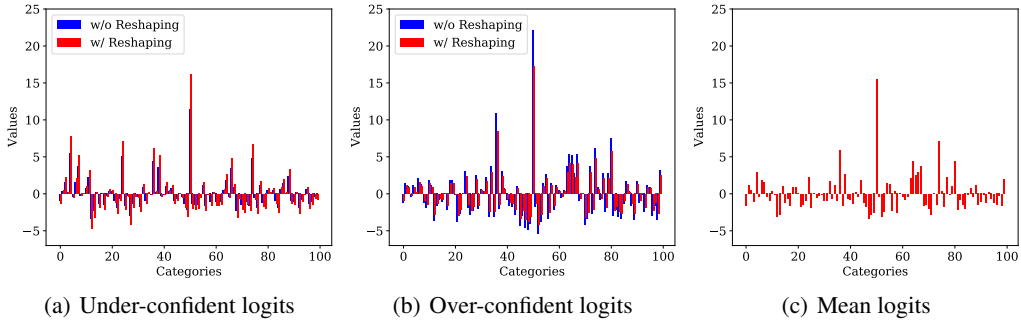 25
20
15
10
5
0
−5
Values
w/o Reshaping
w/ Reshaping
0 20 40 60 80 100
Categories
(a) Under-confident logits
25
20
15
10
5
0
−5
Values
w/o Reshaping
w/ Reshaping
0 20 40 60 80 100
Categories
(b) Over-confident logits
25
20
15
10
5
0
−5
Values
0 20 40 60 80 100
Categories
(c) Mean logits